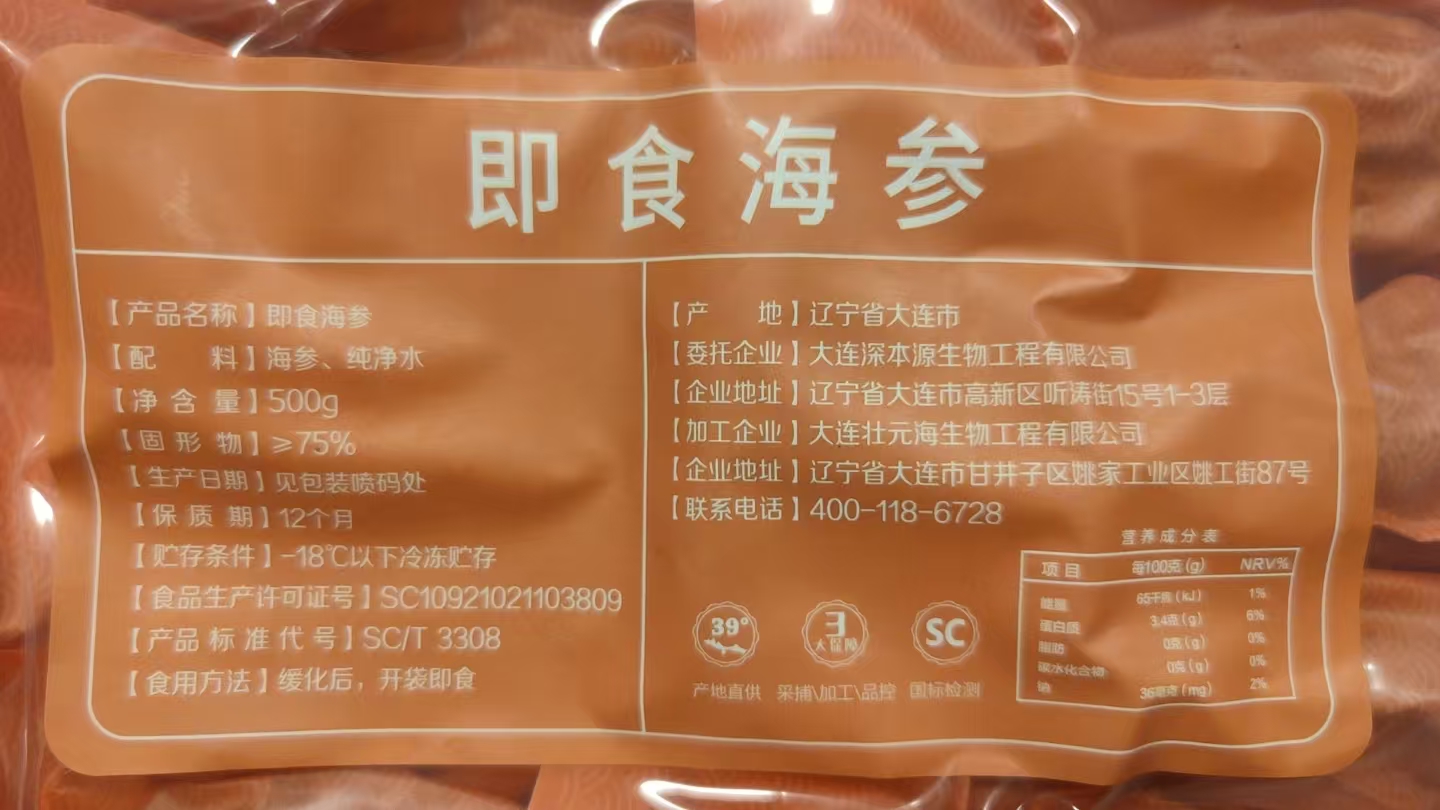 即食海参
【产品名称】即食海参
【配 料】海参、纯净水
【净 含 量】500g
【固 形 物】≥75%
【生产日期】见包装喷码处
【保 质 期】12个月
【贮存条件】-18℃以下冷冻贮存
【食品生产许可证号】SC10921021103809
【产品 标 准 代 号】SC/T 3308
【食用方法】缓化后，开袋即食
【产 地】辽宁省大连市
【委托企业】大连深本源生物工程有限公司
【企业地址】辽宁省大连市高新区听涛街15号1-3层
【加工企业】大连壮元海生物工程有限公司
【企业地址】辽宁省大连市甘井子区姚家工业区姚工街87号
【联系电话】400-118-6728
39°
产地直供
3
大保障
采捕\加工\品控
SC
国标检测
营养成分表
项目 每100克(g) NRV%
能量 65千焦(kJ) 1%
蛋白质 3.4克(g) 6%
脂肪 0克(g) 0%
碳水化合物 0克(g) 0%
钠 36毫克(mg) 2%